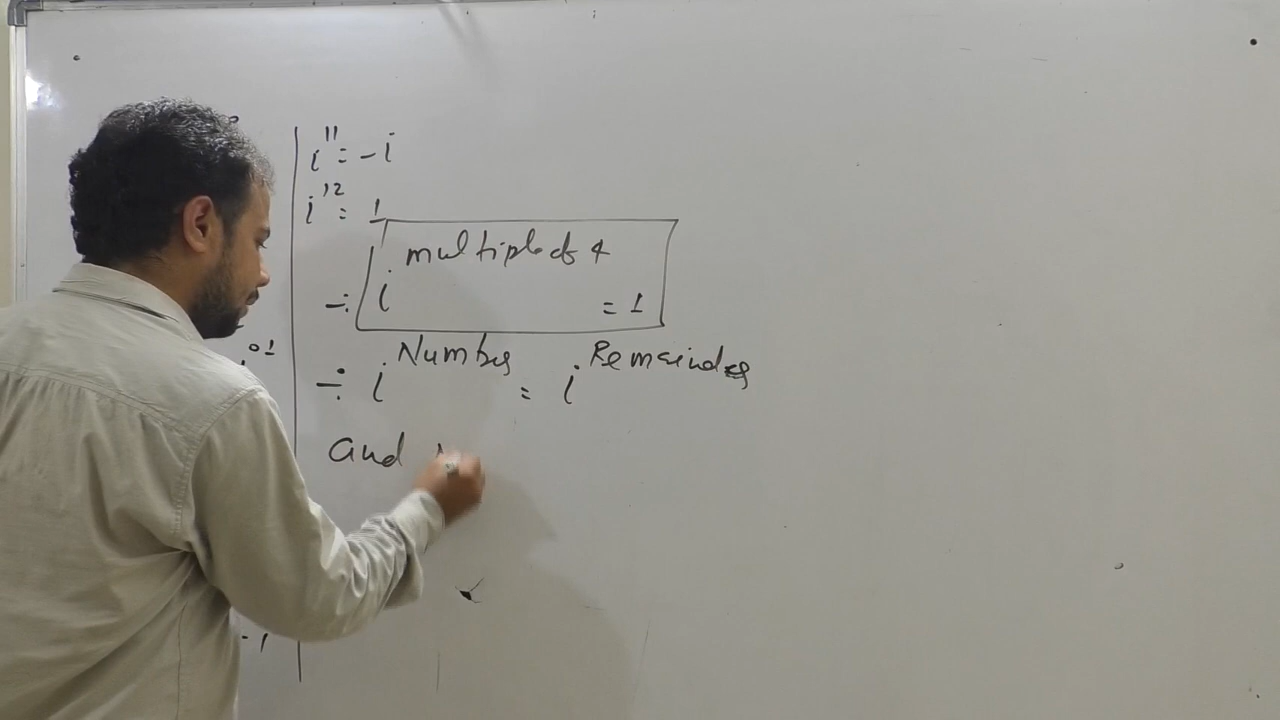 i¹¹ = -i
i¹² = 1
∴ i^multiple of 4 = 1
∴ i^Number = i^Remainder
and